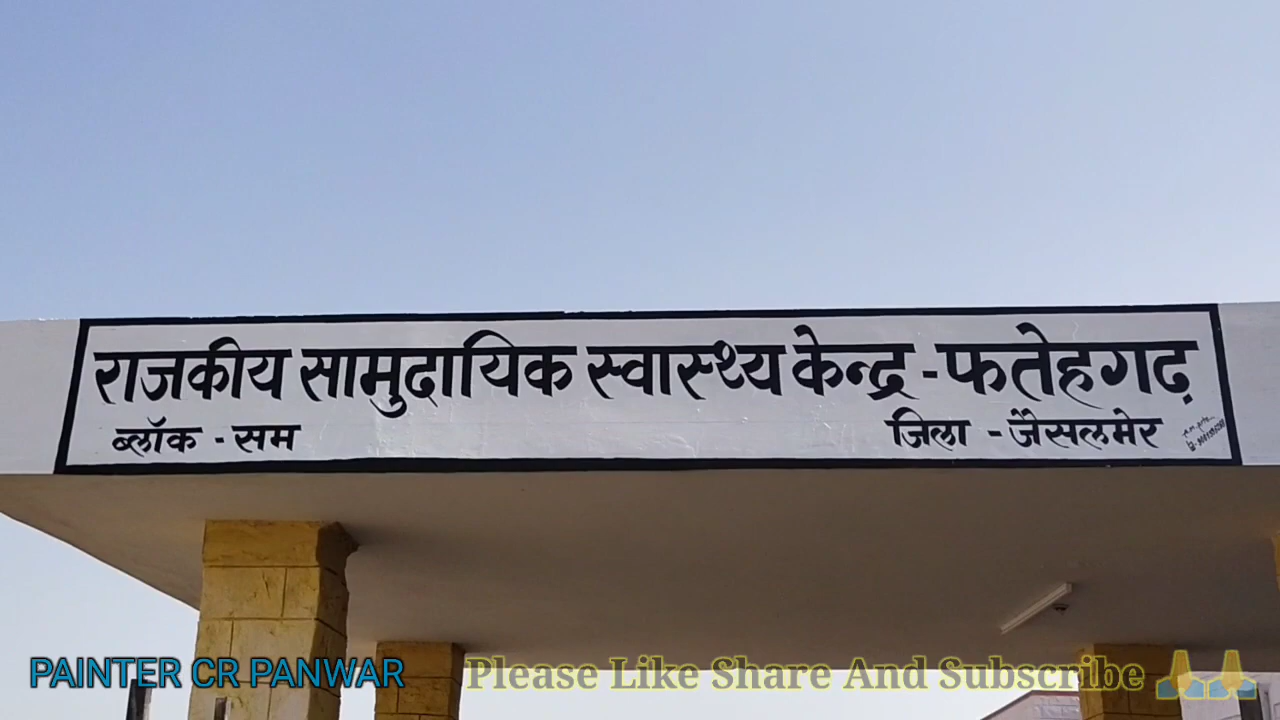 राजकीय सामुदायिक स्वास्थ्य केन्द्र - फतेहगढ़
ब्लॉक - सम
जिला - जैसलमेर
PAINTER CR PANWAR
Please Like Share And Subscribe 🙏🙏